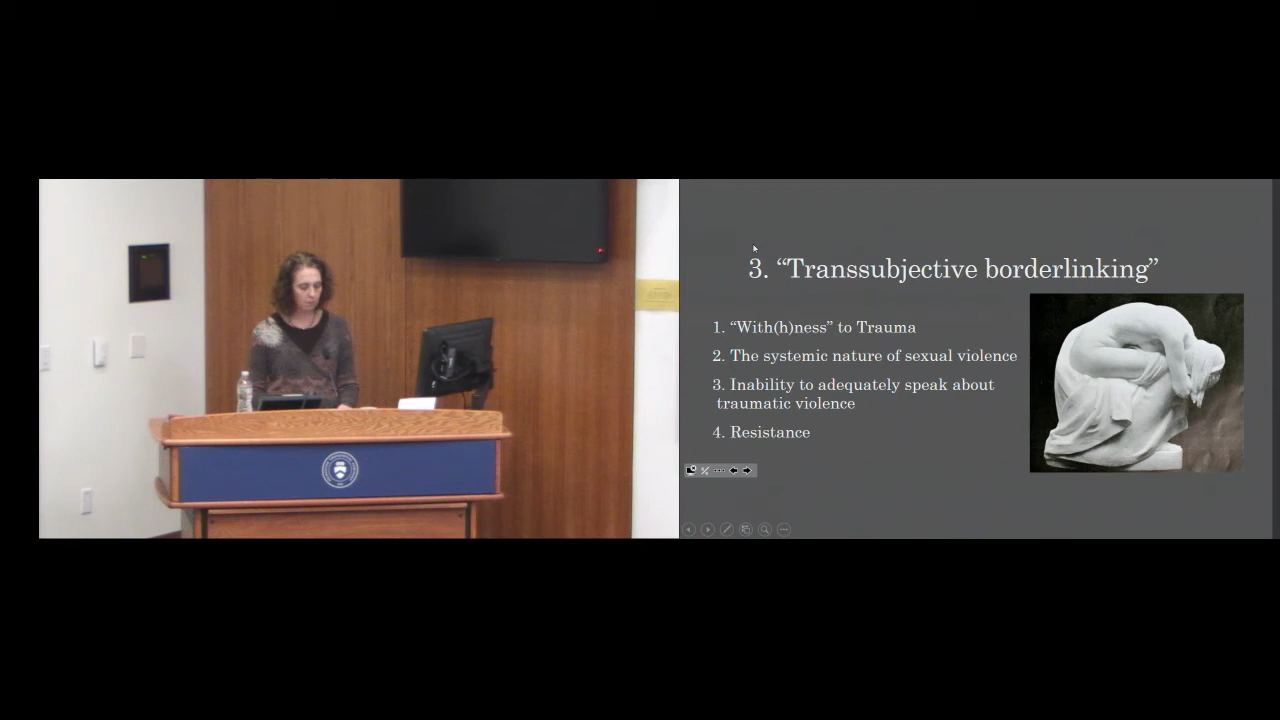 3. “Transsubjective borderlinking”
1. “With(h)ness” to Trauma
2. The systemic nature of sexual violence
3. Inability to adequately speak about
traumatic violence
4. Resistance